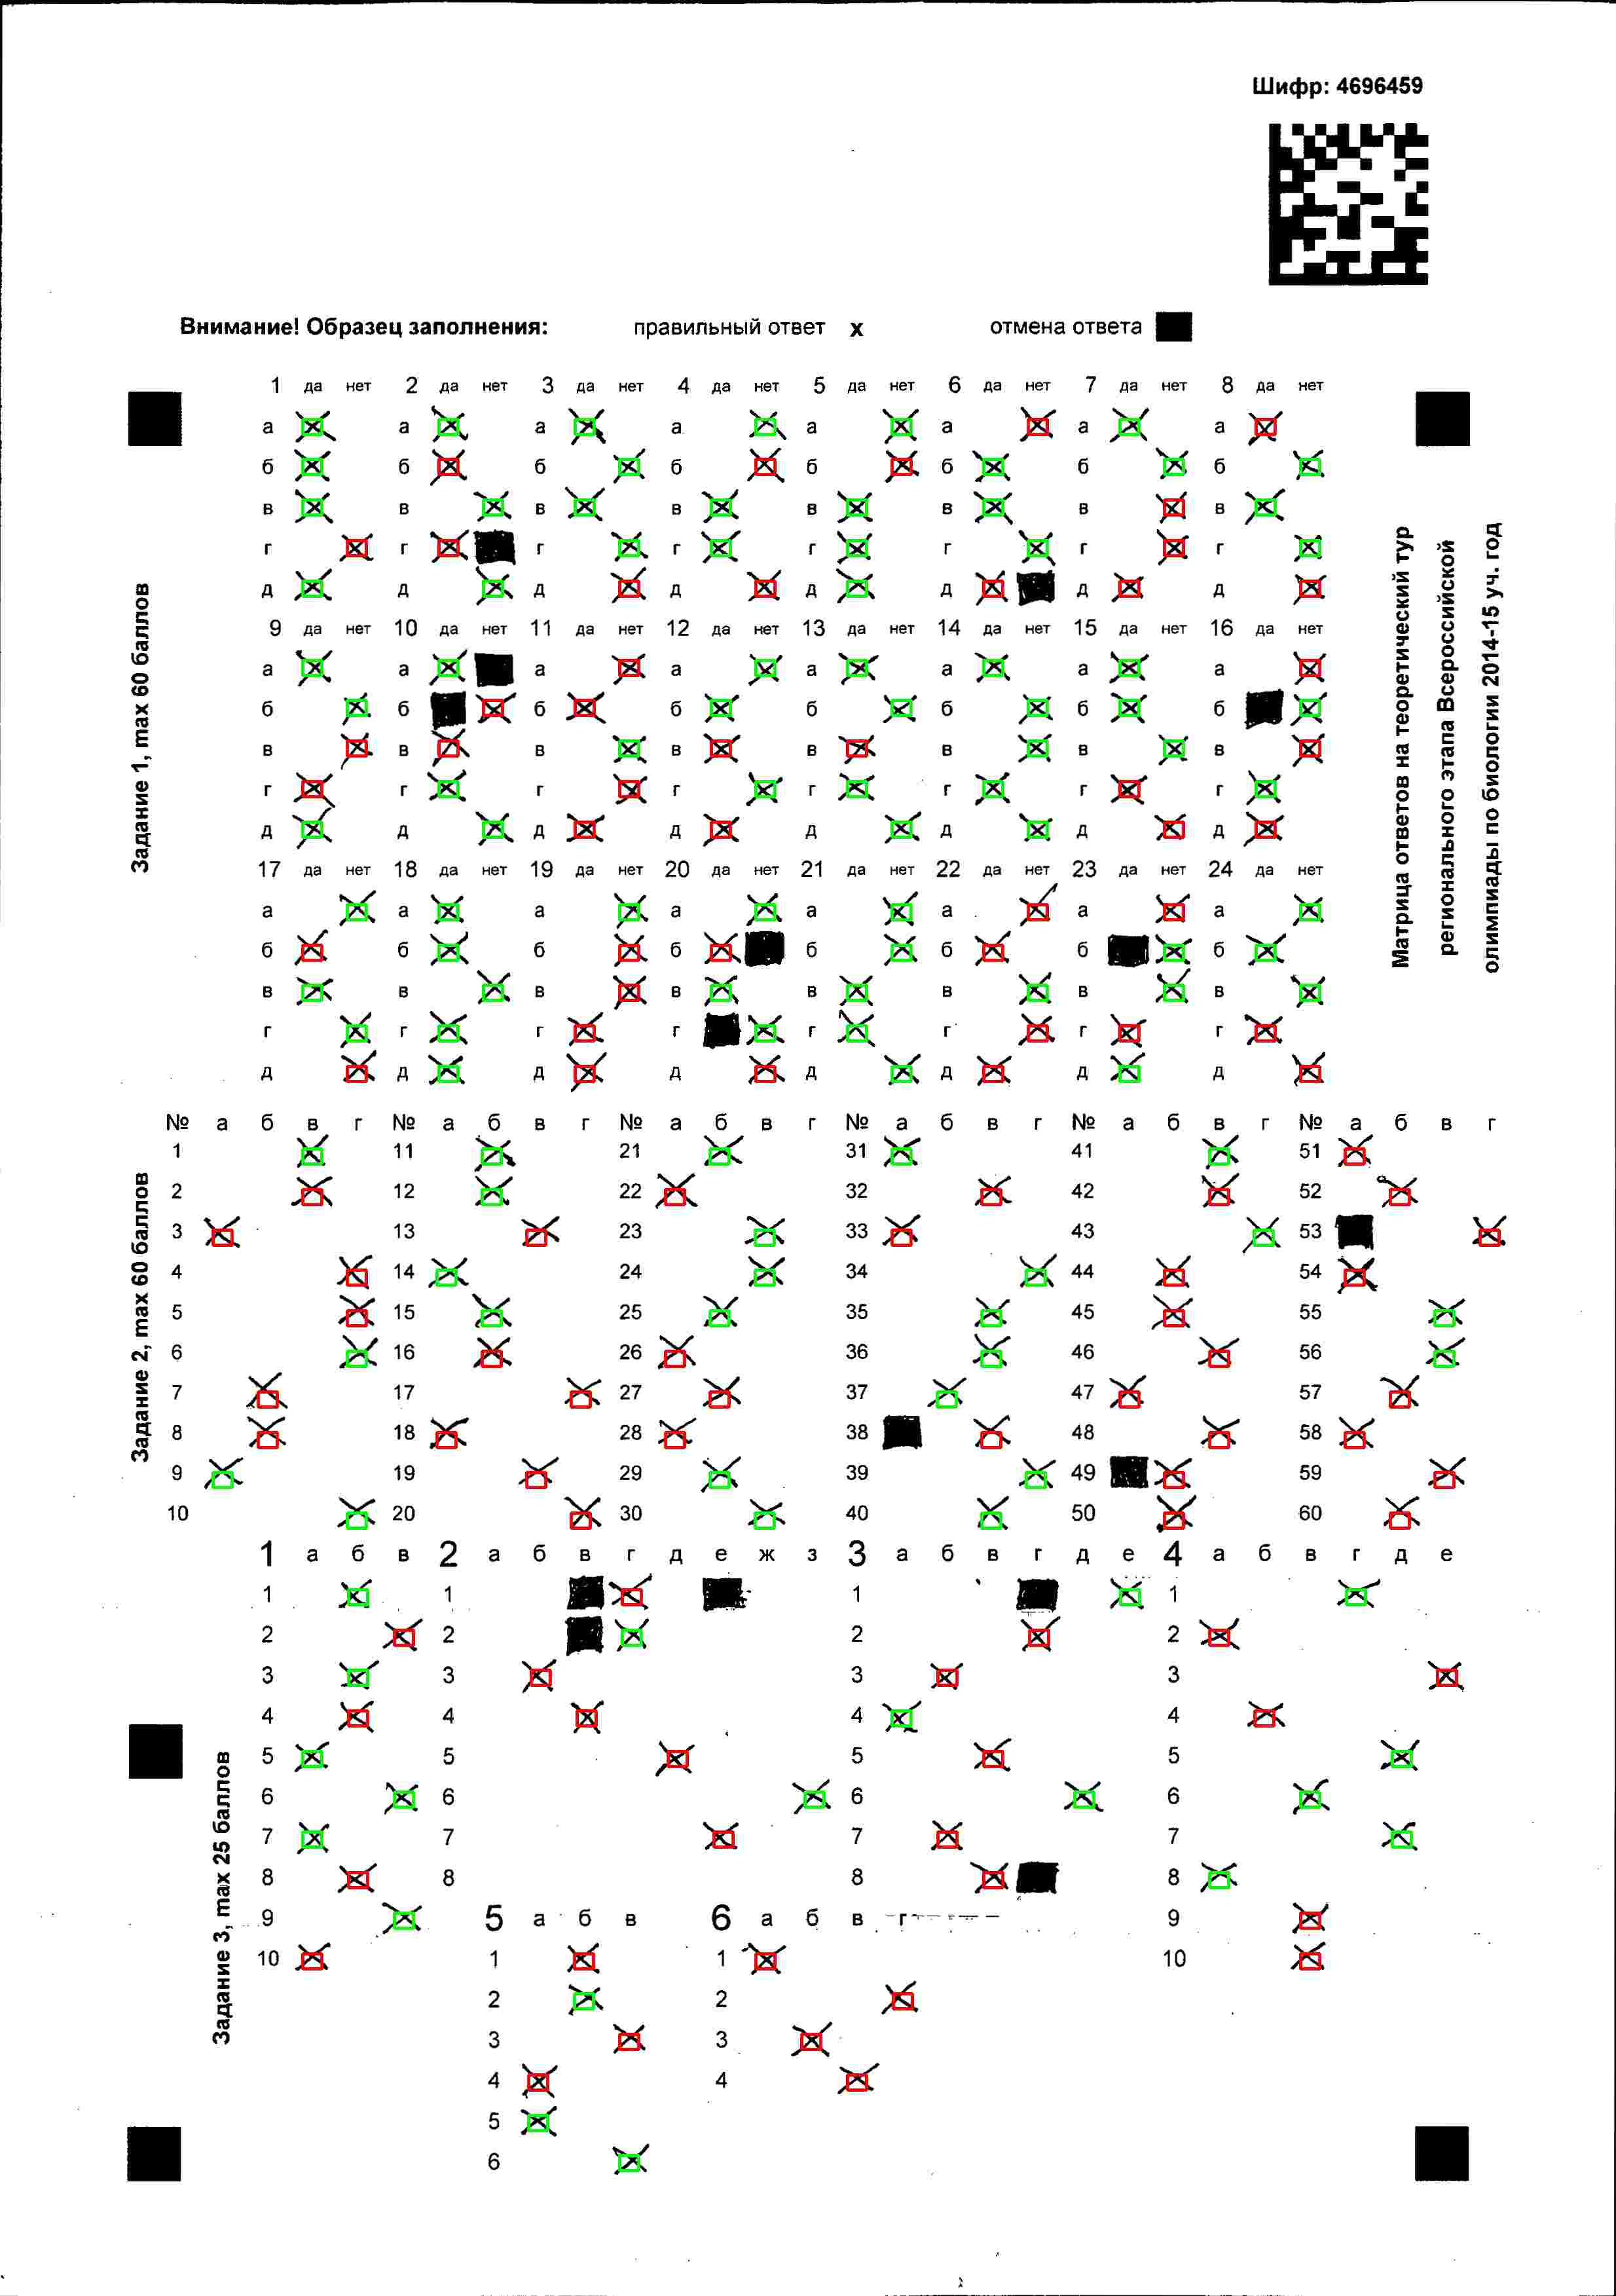 Шифр: 4696459
Внимание! Образец заполнения: правильный ответ х отмена ответа
Задание 1, max 60 баллов
1 да нет 2 да нет 3 да нет 4 да нет 5 да нет 6 да нет 7 да нет 8 да нет
а а а а а а а а
б б б б б б б б
в в в в в в в в
г г г г г г г г
д д д д д д д д
9 да нет 10 да нет 11 да нет 12 да нет 13 да нет 14 да нет 15 да нет 16 да нет
а а а а а а а а
б б б б б б б б
в в в в в в в в
г г г г г г г г
д д д д д д д д
17 да нет 18 да нет 19 да нет 20 да нет 21 да нет 22 да нет 23 да нет 24 да нет
а а а а а а а а
б б б б б б б б
в в в в в в в в
г г г г г г г г
д д д д д д д д
Матрица ответов на теоретический тур
регионального этапа Всероссийской
олимпиады по биологии 2014-15 уч. год
Задание 2, max 60 баллов
№ а б в г № а б в г № а б в г № а б в г № а б в г № а б в г
1 11 21 31 41 51
2 12 22 32 42 52
3 13 23 33 43 53
4 14 24 34 44 54
5 15 25 35 45 55
6 16 26 36 46 56
7 17 27 37 47 57
8 18 28 38 48 58
9 19 29 39 49 59
10 20 30 40 50 60
Задание 3, max 25 баллов
1 а б в 2 а б в г д е ж з 3 а б в г д е 4 а б в г д е
1 1 1 1
2 2 2 2
3 3 3 3
4 4 4 4
5 5 5 5
6 6 6 6
7 7 7 7
8 8 8 8
9 5 а б в 6 а б в г 9
10 1 1 10
2 2
3 3
4 4
5
6